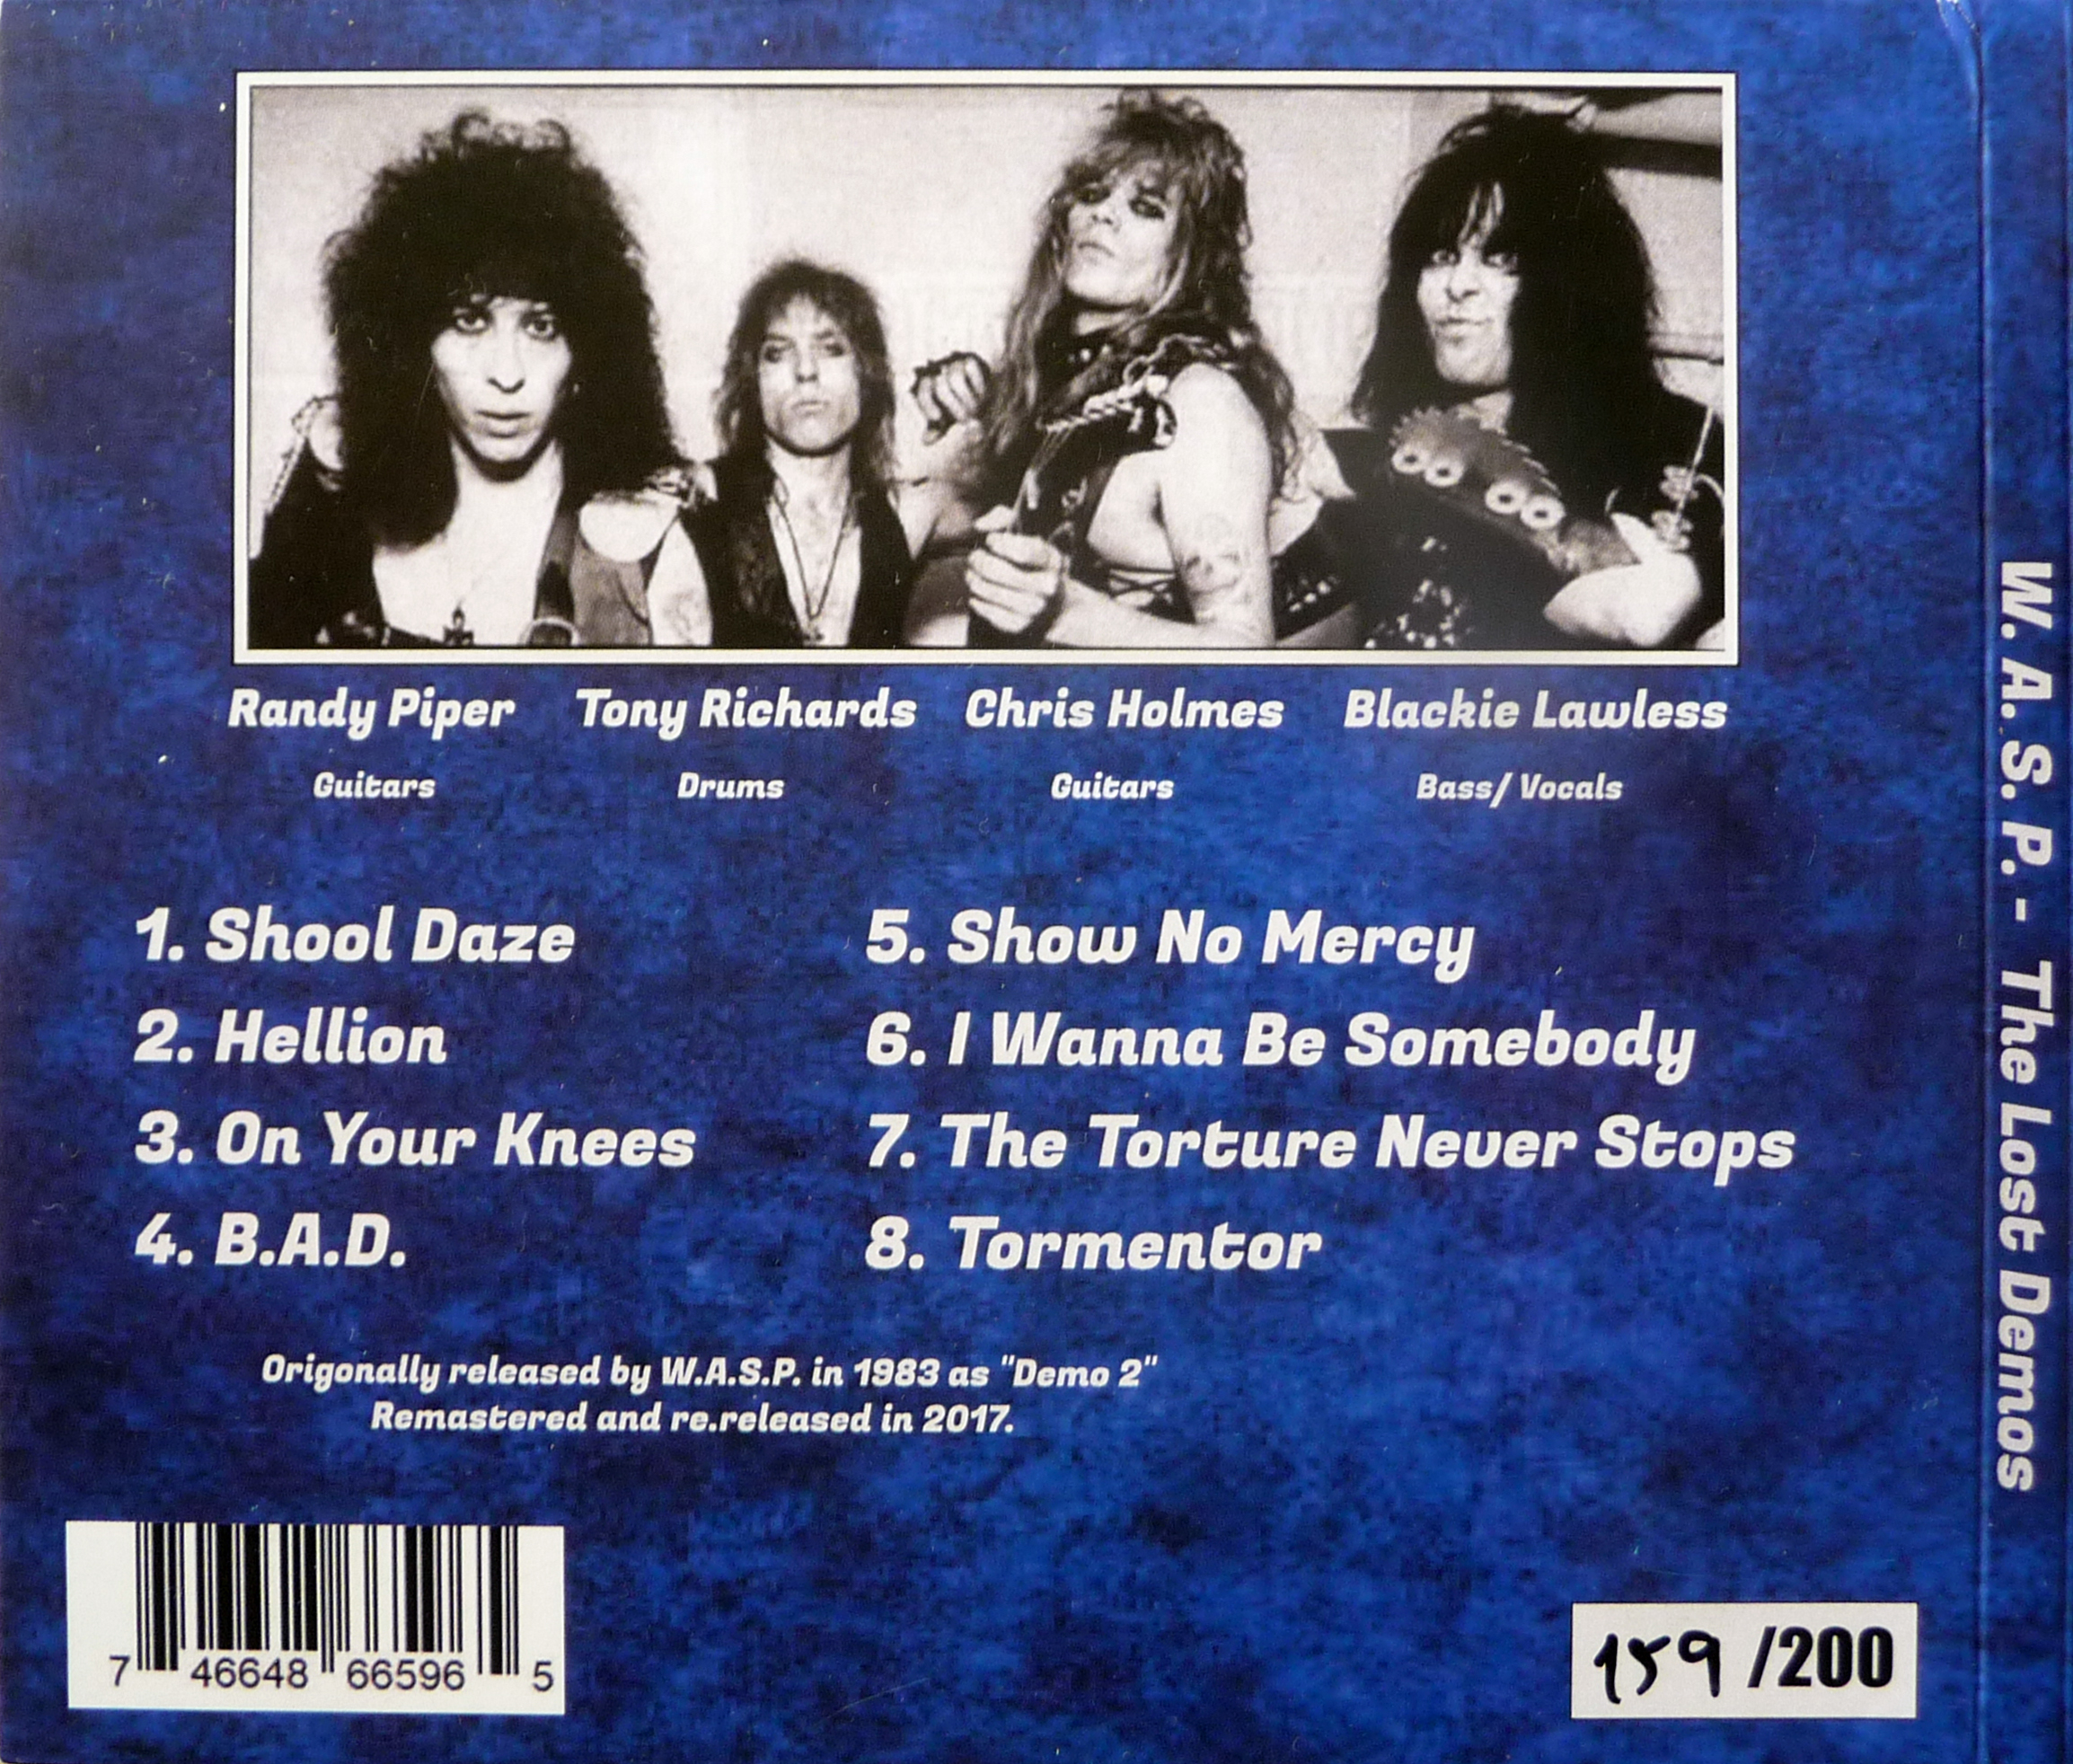 Randy Piper Tony Richards Chris Holmes Blackie Lawless
Guitars Drums Guitars Bass/ Vocals
1. Shool Daze
2. Hellion
3. On Your Knees
4. B.A.D.
5. Show No Mercy
6. I Wanna Be Somebody
7. The Torture Never Stops
8. Tormentor
Origonally released by W.A.S.P. in 1983 as "Demo 2"
Remastered and re.released in 2017.
7 46648 66596 5
159 /200
W. A. S. P. - The Lost Demos